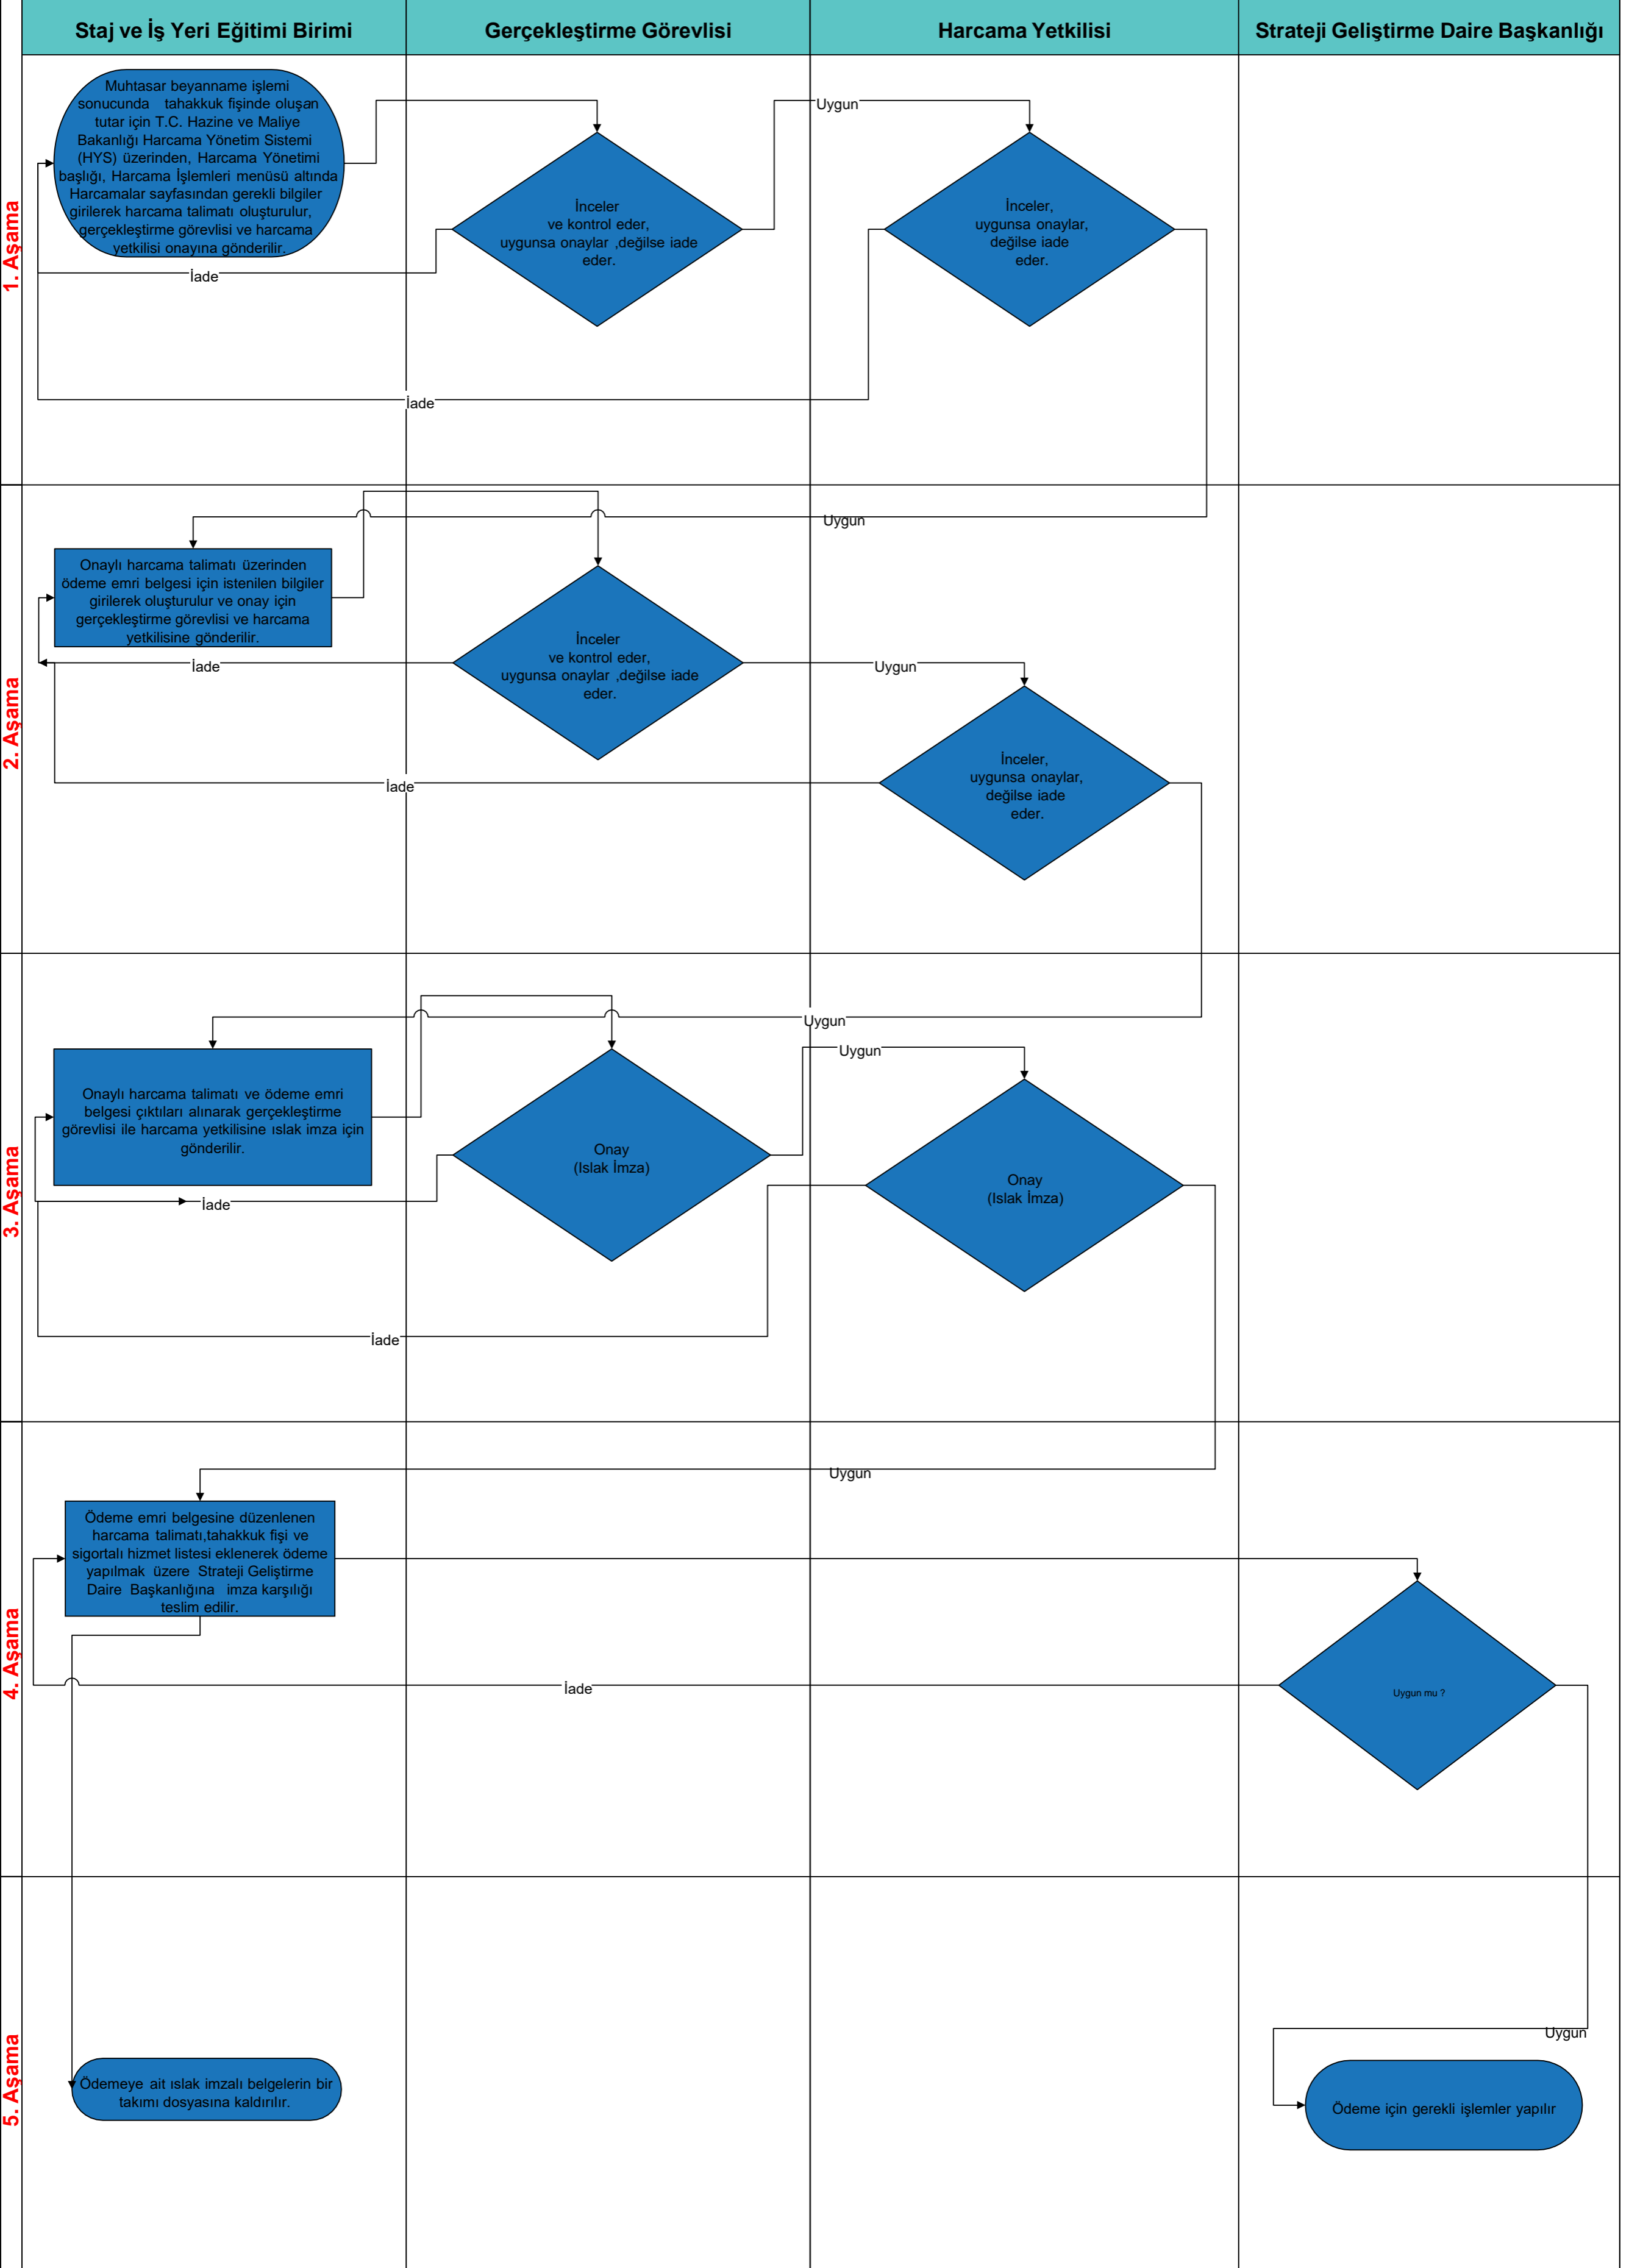 Staj ve İş Yeri Eğitimi Birimi
Gerçekleştirme Görevlisi
Harcama Yetkilisi
Strateji Geliştirme Daire Başkanlığı
1. Aşama
Muhtasar beyanname işlemi
sonucunda tahakkuk fişinde oluşan
tutar için T.C. Hazine ve Maliye
Bakanlığı Harcama Yönetim Sistemi
(HYS) üzerinden, Harcama Yönetimi
başlığı, Harcama İşlemleri menüsü altında
Harcamalar sayfasından gerekli bilgiler
girilerek harcama talimatı oluşturulur,
gerçekleştirme görevlisi ve harcama
yetkilisi onayına gönderilir.
İnceler
ve kontrol eder,
uygunsa onaylar ,değilse iade
eder.
Uygun
İnceler,
uygunsa onaylar,
değilse iade
eder.
İade
İade
2. Aşama
Uygun
Onaylı harcama talimatı üzerinden
ödeme emri belgesi için istenilen bilgiler
girilerek oluşturulur ve onay için
gerçekleştirme görevlisi ve harcama
yetkilisine gönderilir.
İnceler
ve kontrol eder,
uygunsa onaylar ,değilse iade
eder.
İade
Uygun
İnceler,
uygunsa onaylar,
değilse iade
eder.
İade
3. Aşama
Uygun
Onaylı harcama talimatı ve ödeme emri
belgesi çıktıları alınarak gerçekleştirme
görevlisi ile harcama yetkilisine ıslak imza için
gönderilir.
Uygun
Onay
(Islak İmza)
Onay
(Islak İmza)
İade
İade
4. Aşama
Uygun
Ödeme emri belgesine düzenlenen
harcama talimatı,tahakkuk fişi ve
sigortalı hizmet listesi eklenerek ödeme
yapılmak üzere Strateji Geliştirme
Daire Başkanlığına imza karşılığı
teslim edilir.
İade
Uygun mu ?
5. Aşama
Uygun
Ödemeye ait ıslak imzalı belgelerin bir
takımı dosyasına kaldırılır.
Ödeme için gerekli işlemler yapılır